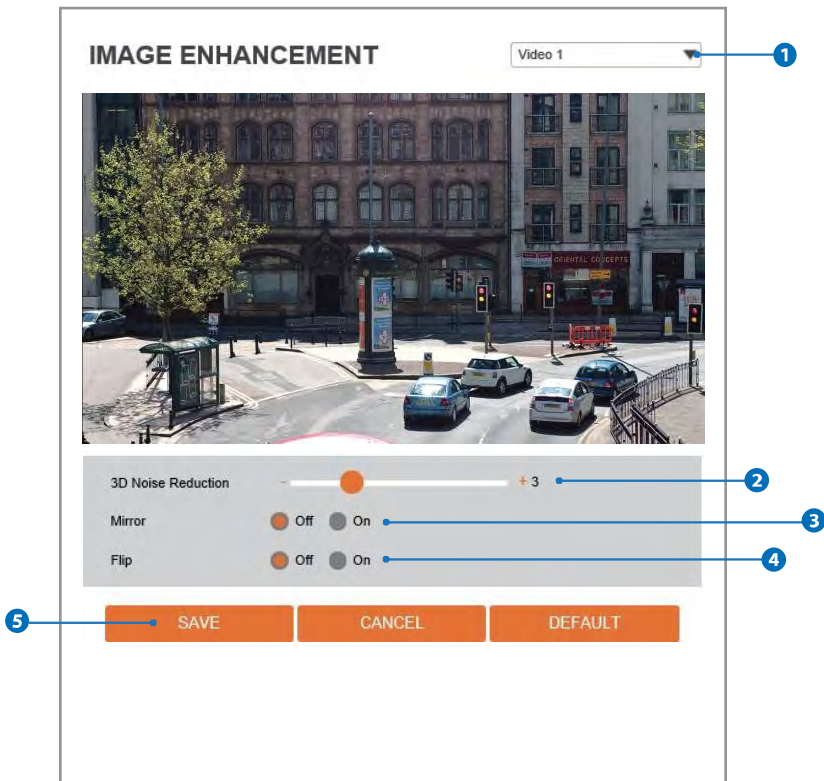 IMAGE ENHANCEMENT
Video 1
1
ORIENTAL CONCEPTS
3D Noise Reduction - + 3
2
Mirror Off On
3
Flip Off On
4
5
SAVE CANCEL DEFAULT